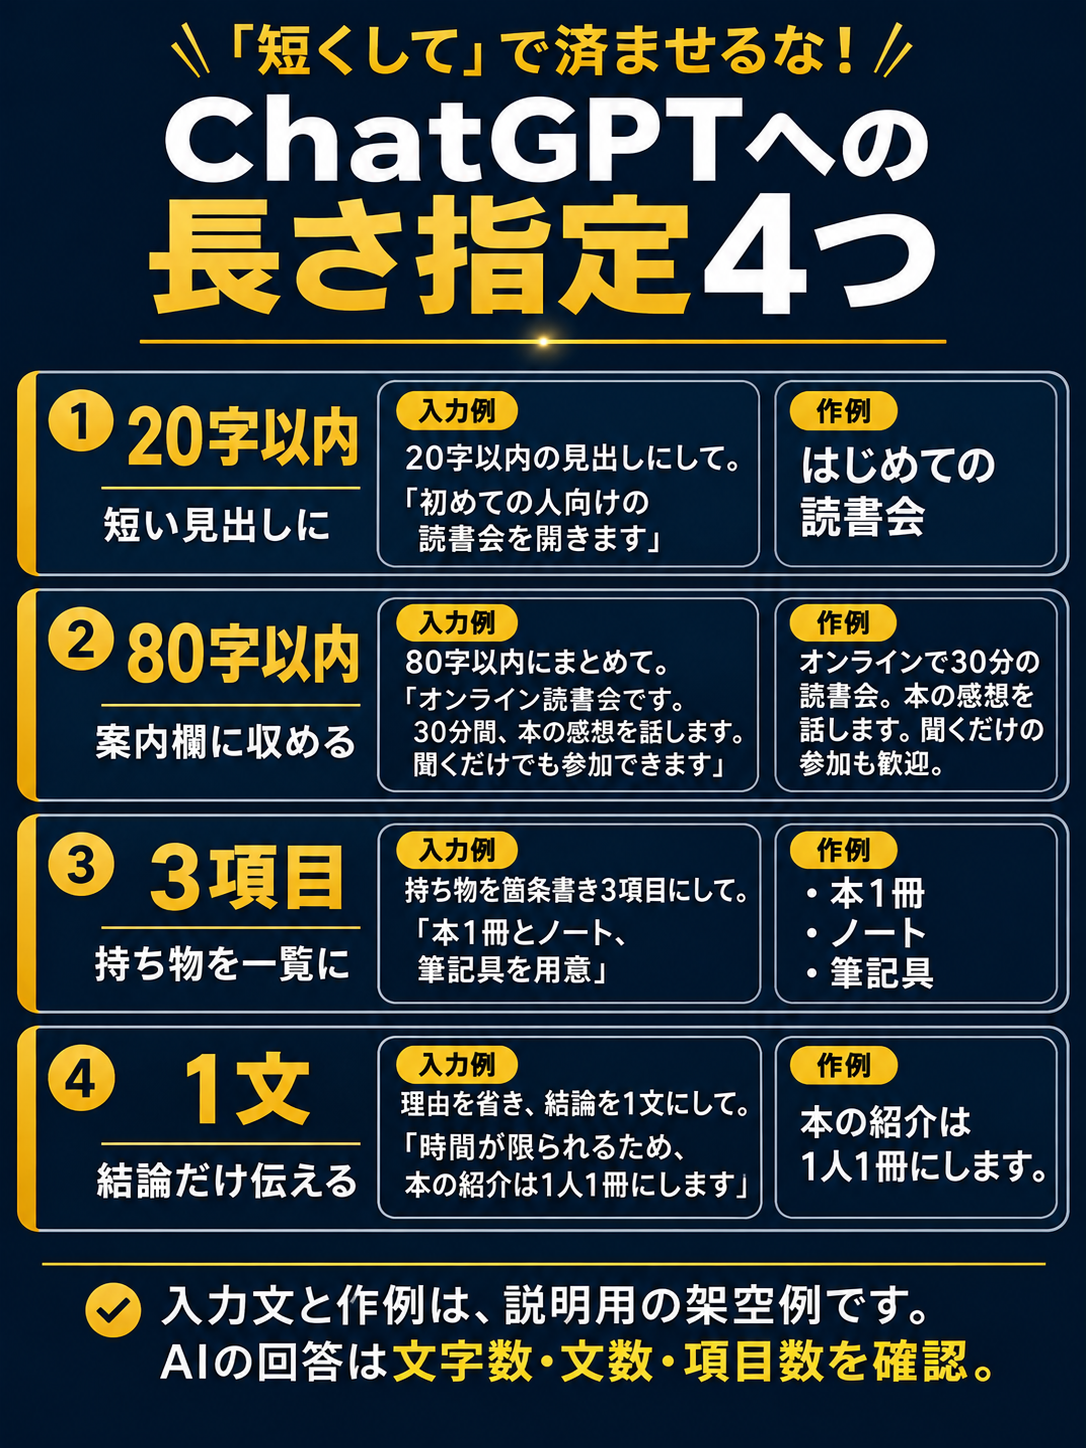 「短くして」で済ませるな!
ChatGPTへの
長さ指定4つ
1 20字以内
短い見出しに
入力例
20字以内の見出しにして。
「初めての人向けの
読書会を開きます」
作例
はじめての
読書会
2 80字以内
案内欄に収める
入力例
80字以内にまとめて。
「オンライン読書会です。
30分間、本の感想を話します。
聞くだけでも参加できます」
作例
オンラインで30分の
読書会。本の感想を
話します。聞くだけの
参加も歓迎。
3 3項目
持ち物を一覧に
入力例
持ち物を箇条書き3項目にして。
「本1冊とノート、
筆記具を用意」
作例
・本1冊
・ノート
・筆記具
4 1文
結論だけ伝える
入力例
理由を省き、結論を1文にして。
「時間が限られるため、
本の紹介は1人1冊にします」
作例
本の紹介は
1人1冊にします。
入力文と作例は、説明用の架空例です。
AIの回答は文字数・文数・項目数を確認。